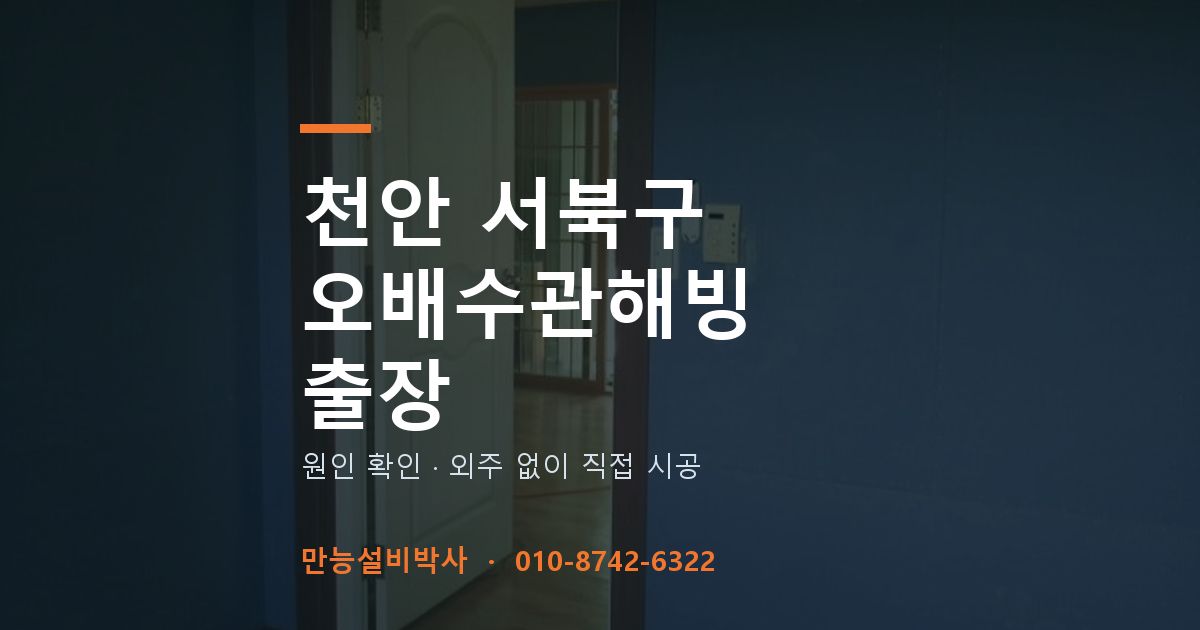 천안 서북구
오배수관해빙
출장
원인 확인 · 외주 없이 직접 시공
만능설비박사 · 010-8742-6322